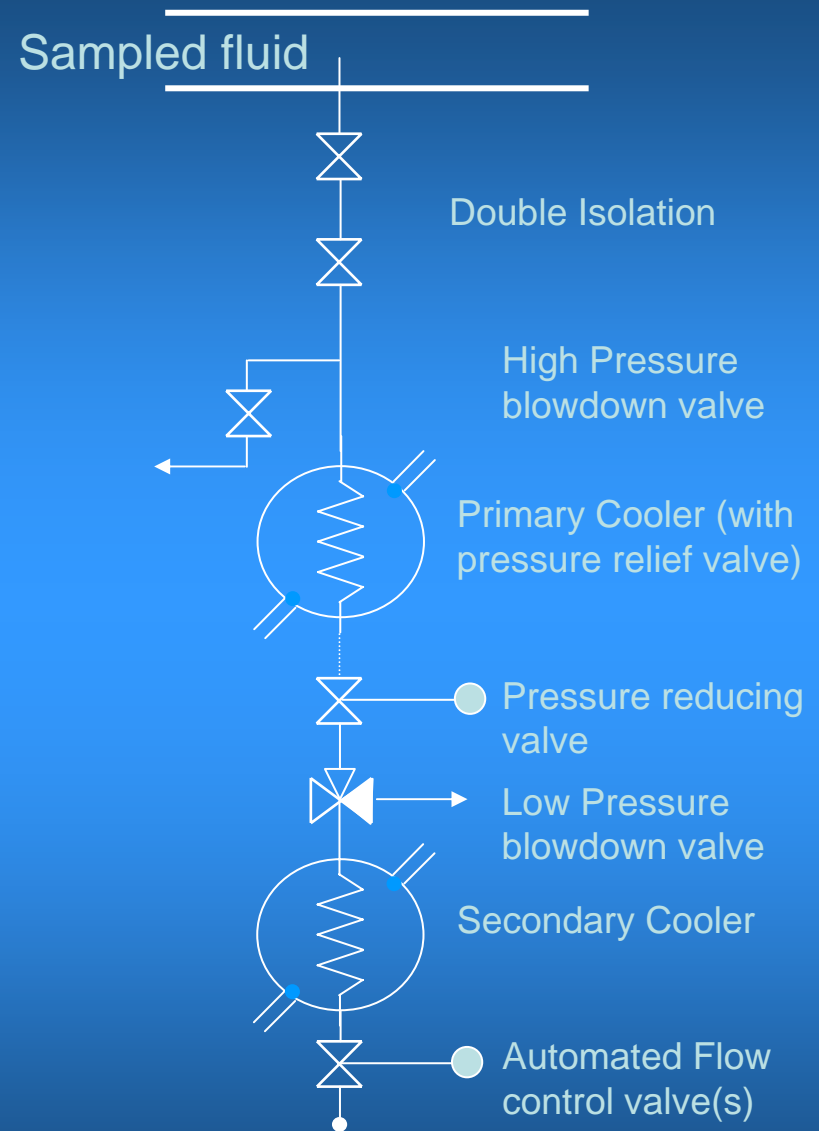 Sampled fluid
Double Isolation
High Pressure
blowdown valve
Primary Cooler (with
pressure relief valve)
Pressure reducing
valve
Low Pressure
blowdown valve
Secondary Cooler
Automated Flow
control valve(s)